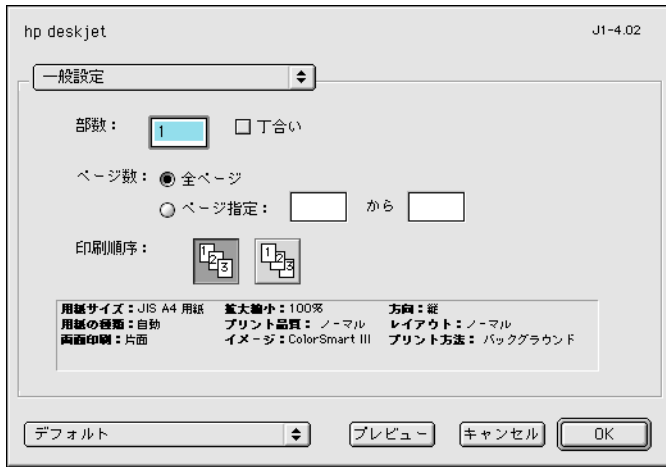 hp deskjet J1-4.02
一般設定
部数： 1 丁合い
ページ数： 全ページ
ページ指定： から
印刷順序： 1 2 3 1 2 3
用紙サイズ：JIS A4 用紙 拡大縮小：100% 方向：縦
用紙の種類：自動 プリント品質： ノーマル レイアウト：ノーマル
両面印刷：片面 イメージ：ColorSmart III プリント方法： バックグラウンド
デフォルト プレビュー キャンセル OK